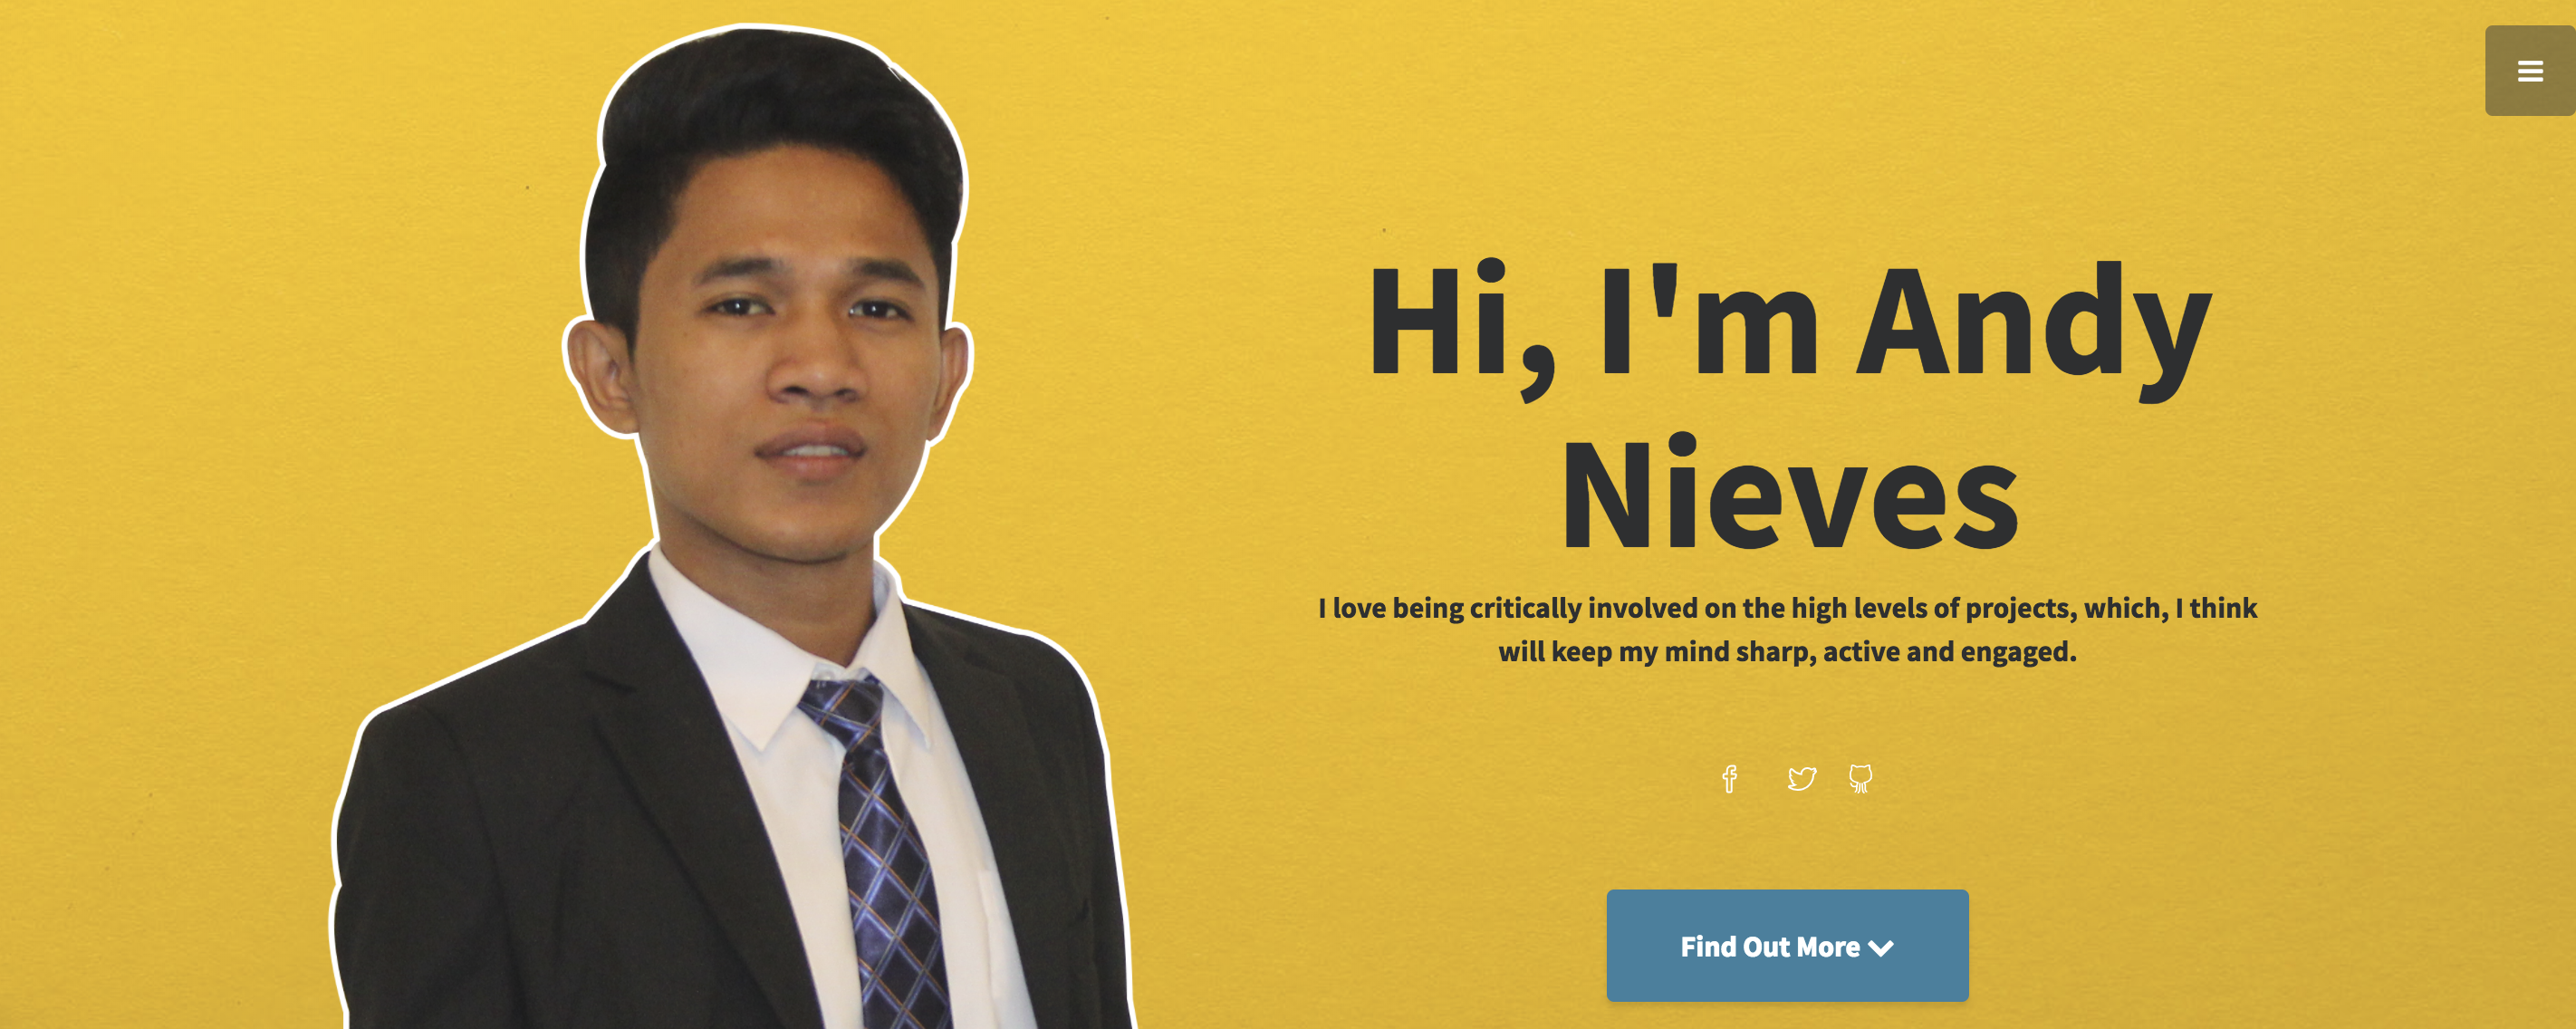 Hi, I'm Andy
Nieves
I love being critically involved on the high levels of projects, which, I think
will keep my mind sharp, active and engaged.
Find Out More